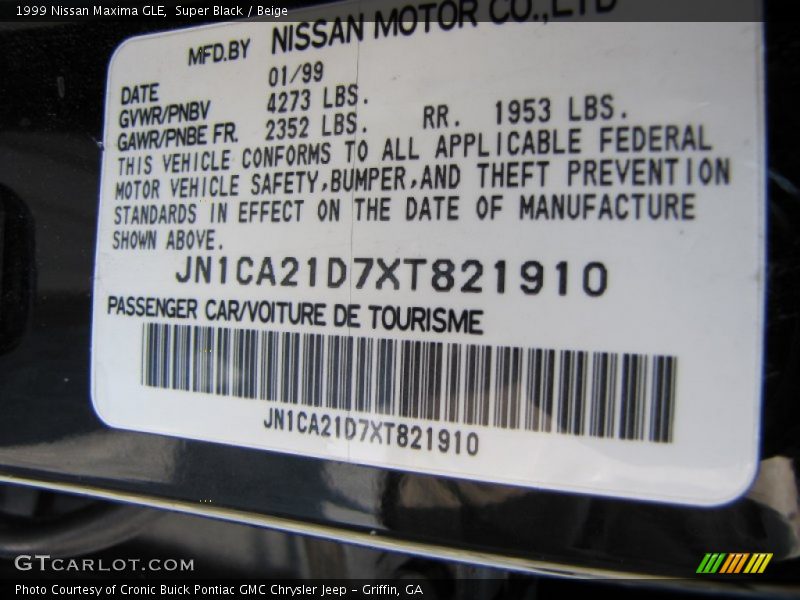 1999 Nissan Maxima GLE, Super Black / Beige
MFD.BY NISSAN MOTOR CO.,LTD
DATE 01/99
GVWR/PNBV 4273 LBS.
GAWR/PNBE FR. 2352 LBS. RR. 1953 LBS.
THIS VEHICLE CONFORMS TO ALL APPLICABLE FEDERAL
MOTOR VEHICLE SAFETY,BUMPER,AND THEFT PREVENTION
STANDARDS IN EFFECT ON THE DATE OF MANUFACTURE
SHOWN ABOVE.
JN1CA21D7XT821910
PASSENGER CAR/VOITURE DE TOURISME
JN1CA21D7XT821910
GTCARLOT.COM
Photo Courtesy of Cronic Buick Pontiac GMC Chrysler Jeep - Griffin, GA